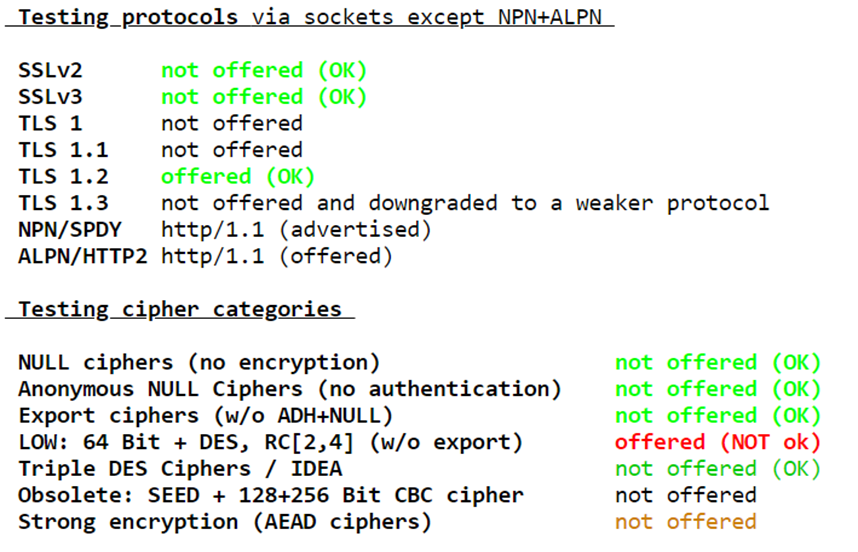 Testing protocols via sockets except NPN+ALPN
SSLv2 not offered (OK)
SSLv3 not offered (OK)
TLS 1 not offered
TLS 1.1 not offered
TLS 1.2 offered (OK)
TLS 1.3 not offered and downgraded to a weaker protocol
NPN/SPDY http/1.1 (advertised)
ALPN/HTTP2 http/1.1 (offered)
Testing cipher categories
NULL ciphers (no encryption) not offered (OK)
Anonymous NULL Ciphers (no authentication) not offered (OK)
Export ciphers (w/o ADH+NULL) not offered (OK)
LOW: 64 Bit + DES, RC[2,4] (w/o export) offered (NOT ok)
Triple DES Ciphers / IDEA not offered (OK)
Obsolete: SEED + 128+256 Bit CBC cipher not offered
Strong encryption (AEAD ciphers) not offered